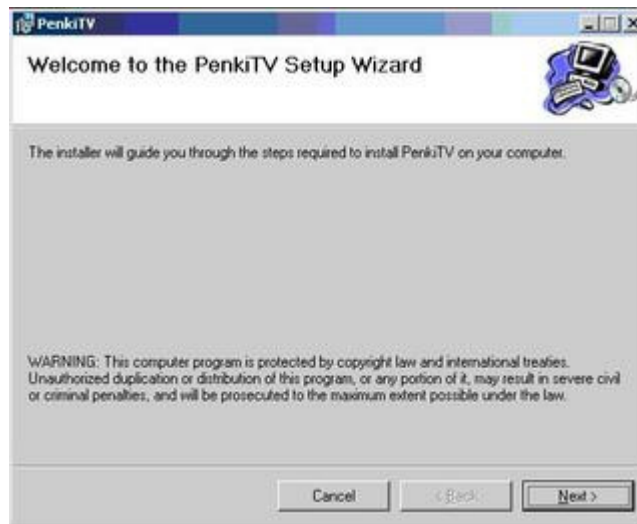 PenkiTV
Welcome to the PenkiTV Setup Wizard
The installer will guide you through the steps required to install PenkiTV on your computer.
WARNING: This computer program is protected by copyright law and international treaties.
Unauthorized duplication or distribution of this program, or any portion of it, may result in severe civil
or criminal penalties, and will be prosecuted to the maximum extent possible under the law.
Cancel
< Back
Next >